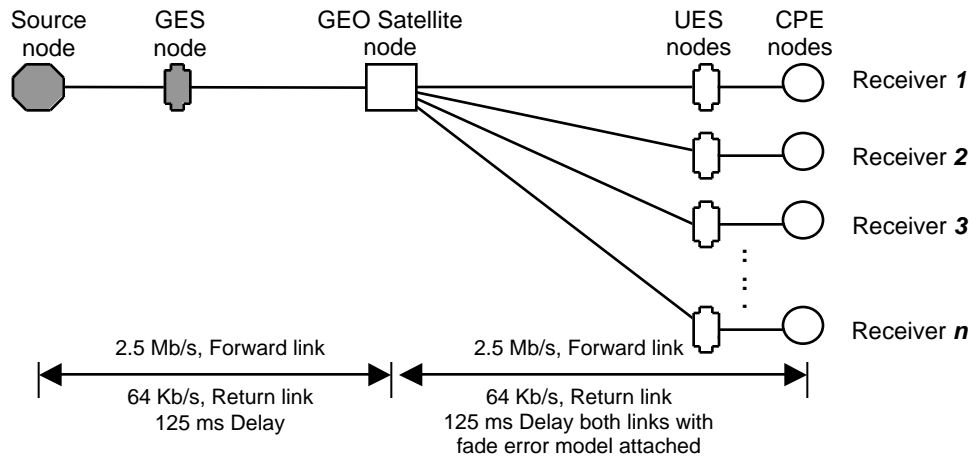 Source node
GES node
GEO Satellite node
UES nodes
CPE nodes
Receiver 1
Receiver 2
Receiver 3
Receiver n
2.5 Mb/s, Forward link
64 Kb/s, Return link
125 ms Delay
2.5 Mb/s, Forward link
64 Kb/s, Return link
125 ms Delay both links with
fade error model attached